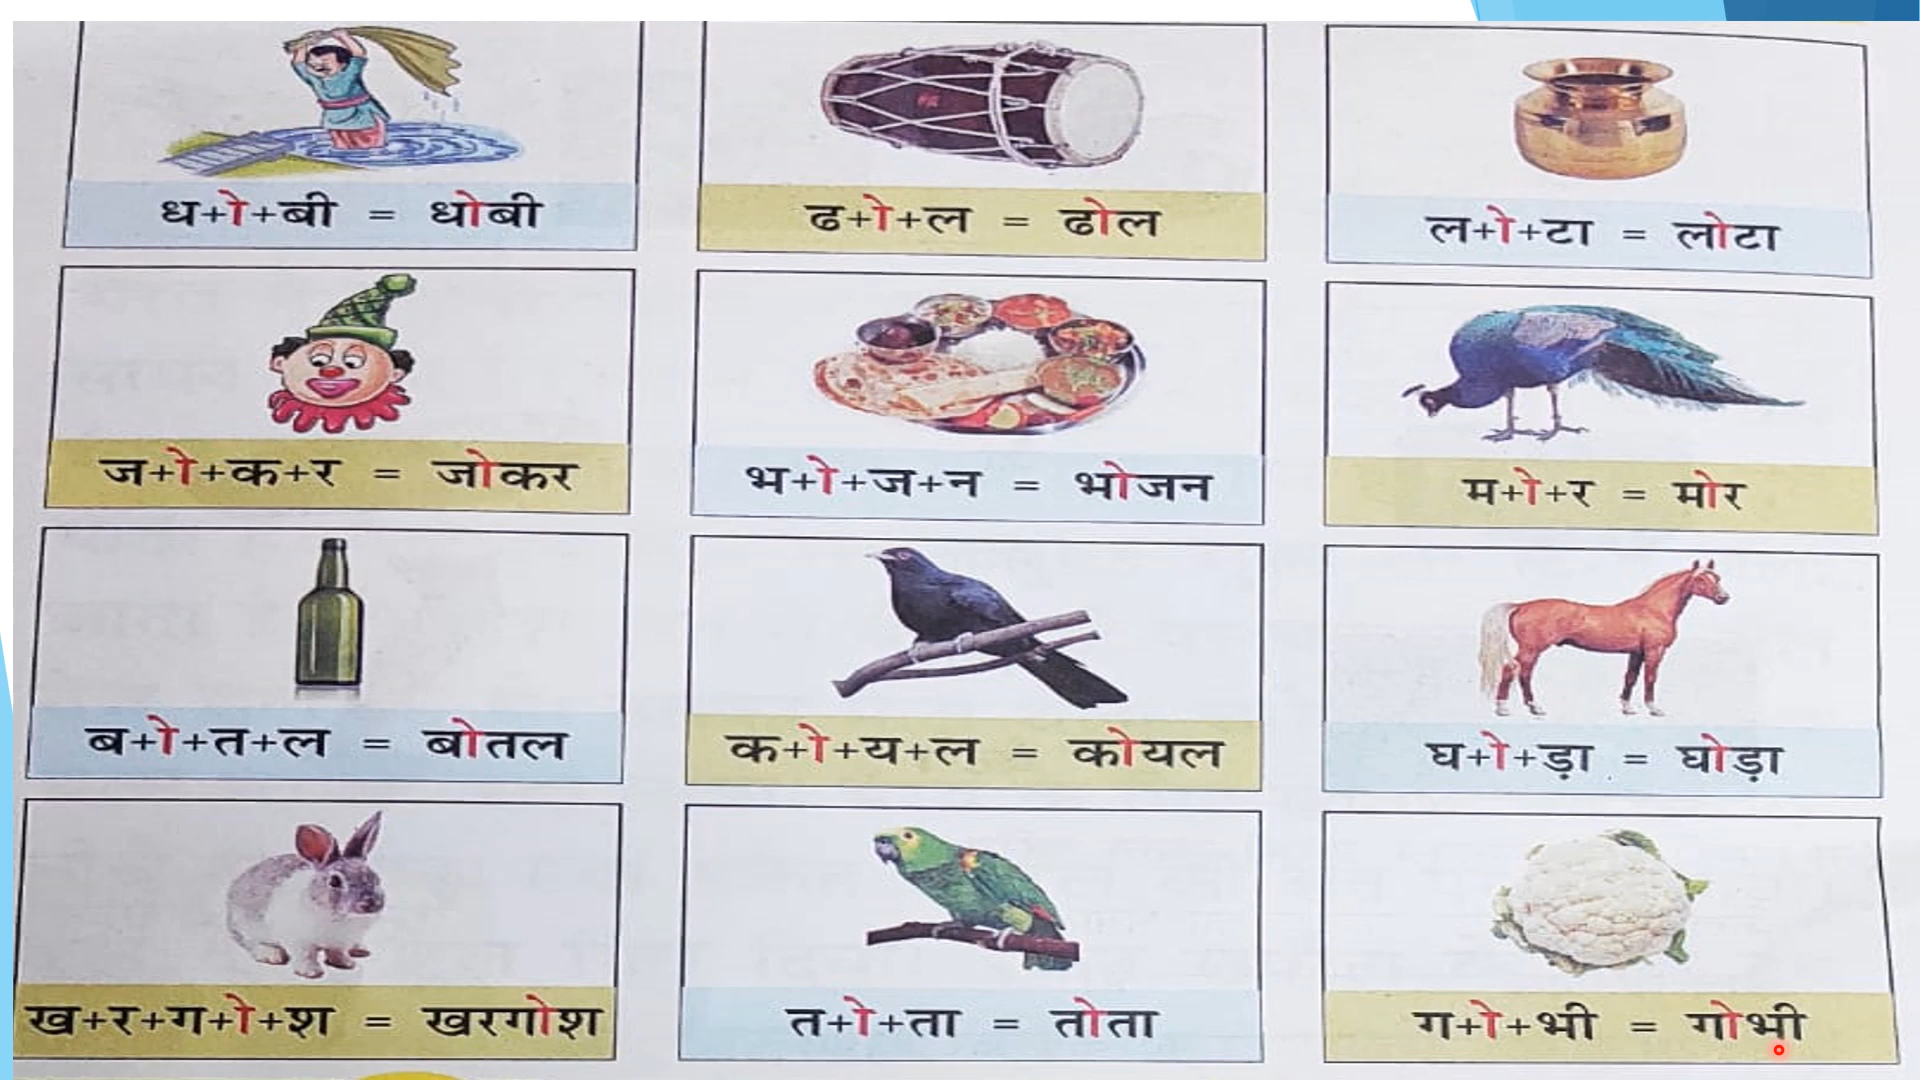 ध+ो+बी = धोबी
ढ+ो+ल = ढोल
ल+ो+टा = लोटा
ज+ो+क+र = जोकर
भ+ो+ज+न = भोजन
म+ो+र = मोर
ब+ो+त+ल = बोतल
क+ो+य+ल = कोयल
घ+ो+ड़ा = घोड़ा
ख+र+ग+ो+श = खरगोश
त+ो+ता = तोता
ग+ो+भी = गोभी